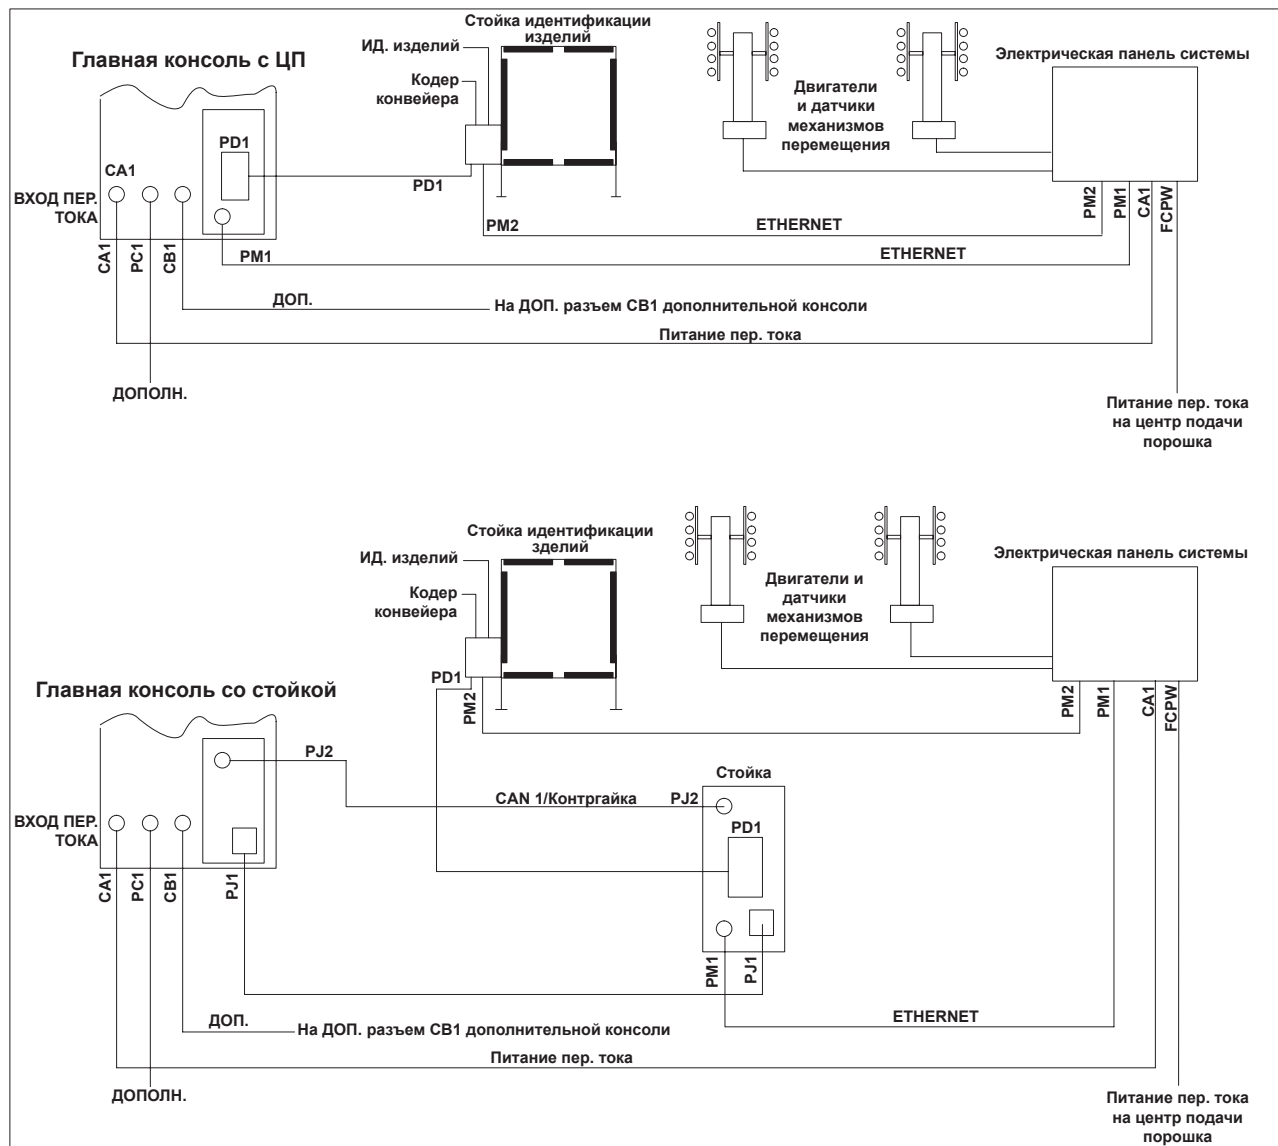 Стойка идентификации
изделий
ИД. изделий
Главная консоль с ЦП
Кодер
конвейера
Двигатели
и датчики
механизмов
перемещения
Электрическая панель системы
PD1
CA1
ВХОД ПЕР.
ТОКА
PD1
PM2
PM1
CA1
FCPW
CA1
PC1
CB1
PM1
PM2
ETHERNET
ETHERNET
ДОП.
На ДОП. разъем CB1 дополнительной консоли
Питание пер. тока
ДОПОЛН.
Питание пер. тока
на центр подачи
порошка
Стойка идентификации
зделий
ИД. изделий
Кодер
конвейера
Двигатели и
датчики
механизмов
перемещения
Электрическая панель системы
PD1
PM2
PM2
PM1
CA1
FCPW
Главная консоль со стойкой
PJ2
Стойка
CAN 1/Контргайка
PJ2
PD1
ВХОД ПЕР.
ТОКА
CA1
PC1
CB1
PJ1
PM1
PJ1
ДОП.
На ДОП. разъем CB1 дополнительной консоли
ETHERNET
Питание пер. тока
ДОПОЛН.
Питание пер. тока
на центр подачи
порошка